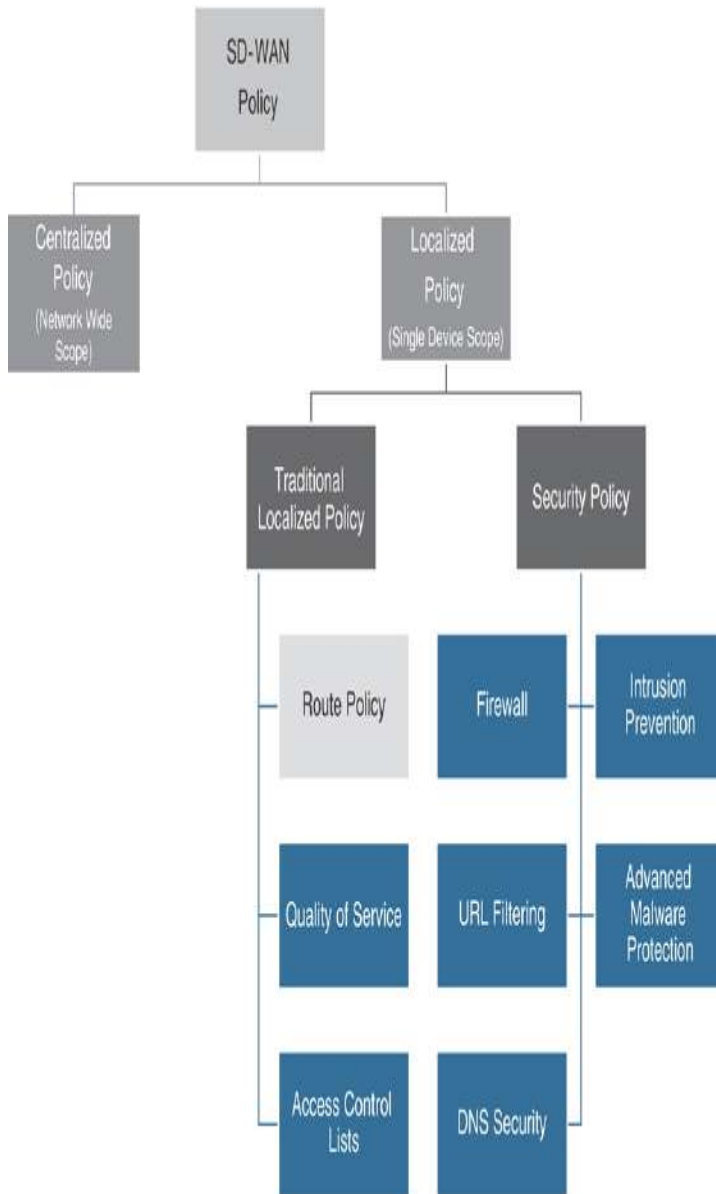 SD-WAN
Policy
Centralized
Policy
(Network Wide
Scope)
Localized
Policy
(Single Device Scope)
Traditional
Localized Policy
Security Policy
Route Policy
Firewall
Intrusion
Prevention
Quality of Service
URL Filtering
Advanced
Malware
Protection
Access Control
Lists
DNS Security